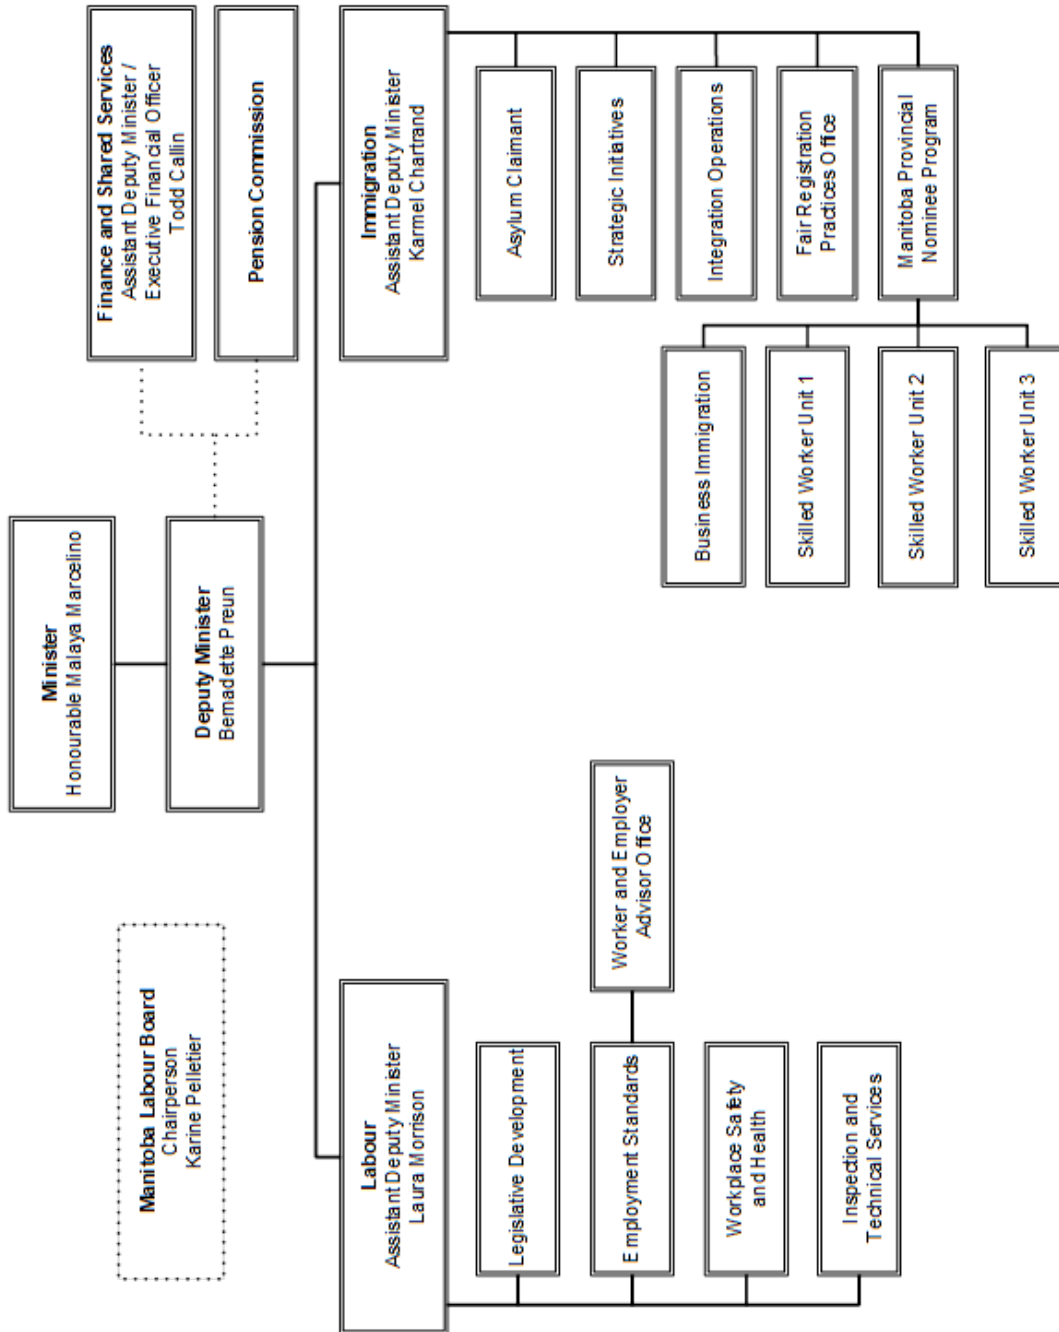 Minister
Honourable Malaya Marcelino
Deputy Minister
Bernadette Preun
Manitoba Labour Board
Chairperson
Karine Pelletier
Finance and Shared Services
Assistant Deputy Minister /
Executive Financial Officer
Todd Callin
Pension Commission
Labour
Assistant Deputy Minister
Laura Morrison
Legislative Development
Employment Standards
Worker and Employer
Advisor Office
Workplace Safety
and Health
Inspection and
Technical Services
Immigration
Assistant Deputy Minister
Karmel Chartrand
Asylum Claimant
Strategic Initiatives
Integration Operations
Fair Registration
Practices Office
Manitoba Provincial
Nominee Program
Business Immigration
Skilled Worker Unit 1
Skilled Worker Unit 2
Skilled Worker Unit 3